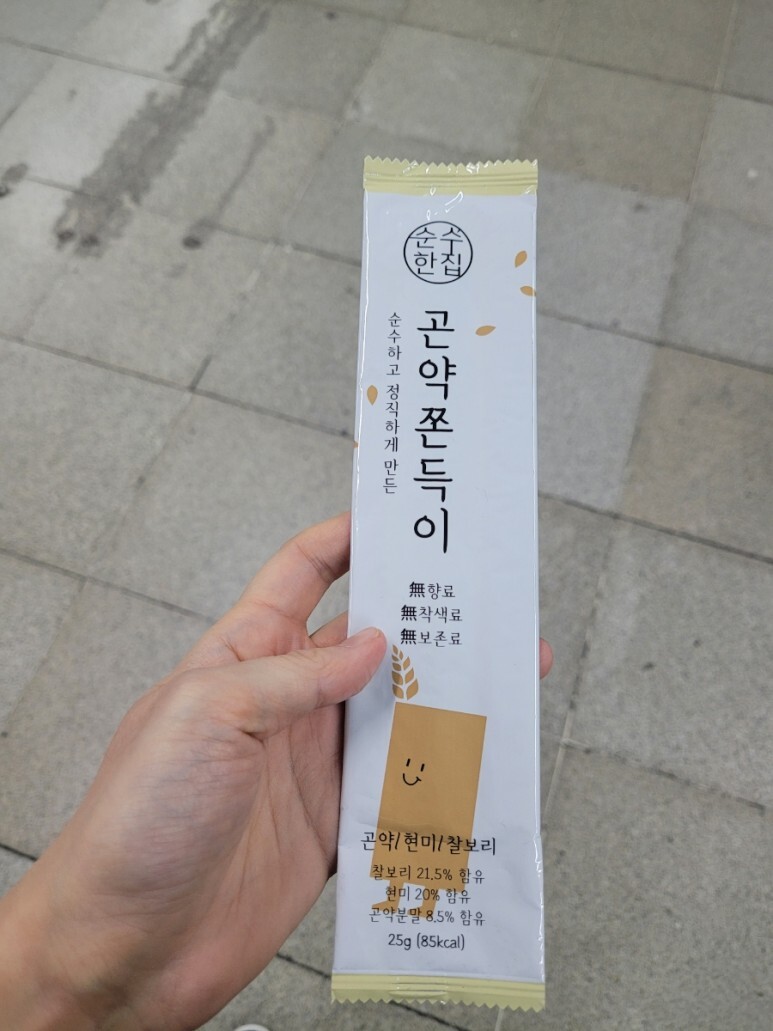 순수
한집
곤약쫀득이
순수하고 정직하게 만든
無향료
無착색료
無보존료
곤약/현미/찰보리
찰보리 21.5% 함유
현미 20% 함유
곤약분말 8.5% 함유
25g (85kcal)